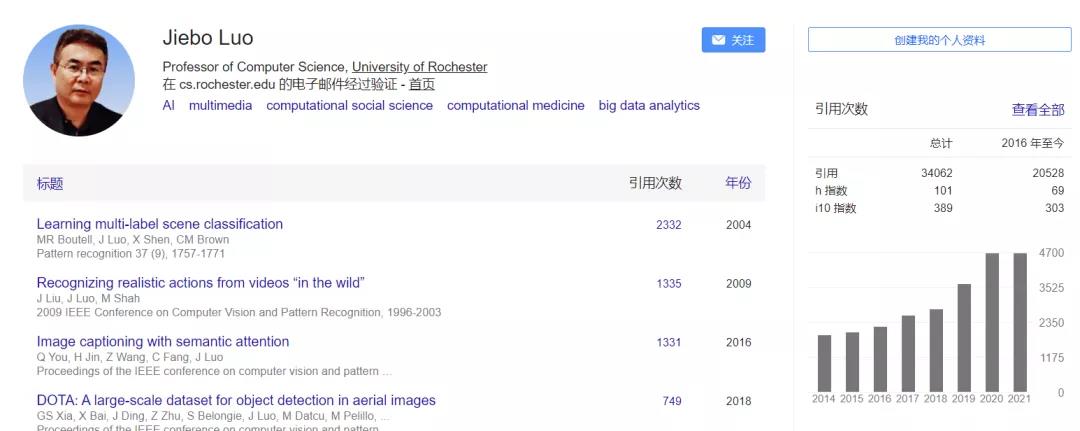 Jiebo Luo
关注
Professor of Computer Science, University of Rochester
在 cs.rochester.edu 的电子邮件经过验证 - 首页
AI multimedia computational social science computational medicine big data analytics
标题 引用次数 年份
Learning multi-label scene classification 2332 2004
MR Boutell, J Luo, X Shen, CM Brown
Pattern recognition 37 (9), 1757-1771
Recognizing realistic actions from videos “in the wild” 1335 2009
J Liu, J Luo, M Shah
2009 IEEE Conference on Computer Vision and Pattern Recognition, 1996-2003
Image captioning with semantic attention 1331 2016
Q You, H Jin, Z Wang, C Fang, J Luo
Proceedings of the IEEE conference on computer vision and pattern ...
DOTA: A large-scale dataset for object detection in aerial images 749 2018
GS Xia, X Bai, J Ding, Z Zhu, S Belongie, J Luo, M Datcu, M Pelillo, ...
Proceedings of the IEEE conference on computer vision and pattern
创建我的个人资料
引用次数 查看全部
总计 2016 年至今
引用 34062 20528
h 指数 101 69
i10 指数 389 303
4700
3525
2350
1175
0
2014 2015 2016 2017 2018 2019 2020 2021